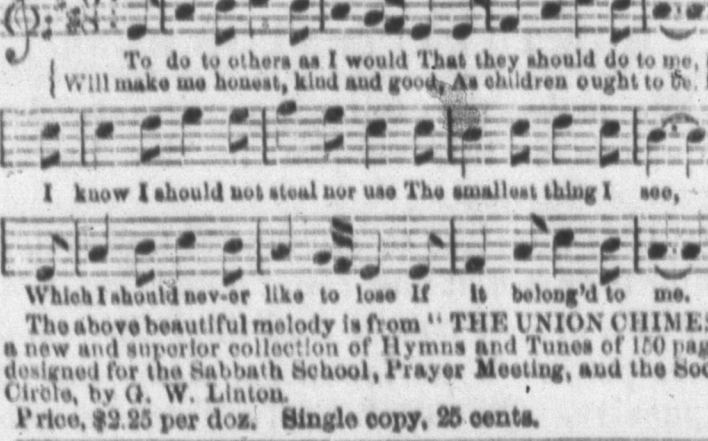 To do to others as I would That they should do to me,
Will make me honest, kind and good, As children ought to be.
I know I should not steal nor use The smallest thing I see,
Which I should nev-er like to lose If it belong'd to me.
The above beautiful melody is from "THE UNION CHIMES
a new and superior collection of Hymns and Tunes of 150 pag
designed for the Sabbath School, Prayer Meeting, and the Soc
Circle, by G. W. Linton.
Price, $2.25 per doz. Single copy, 25 cents.